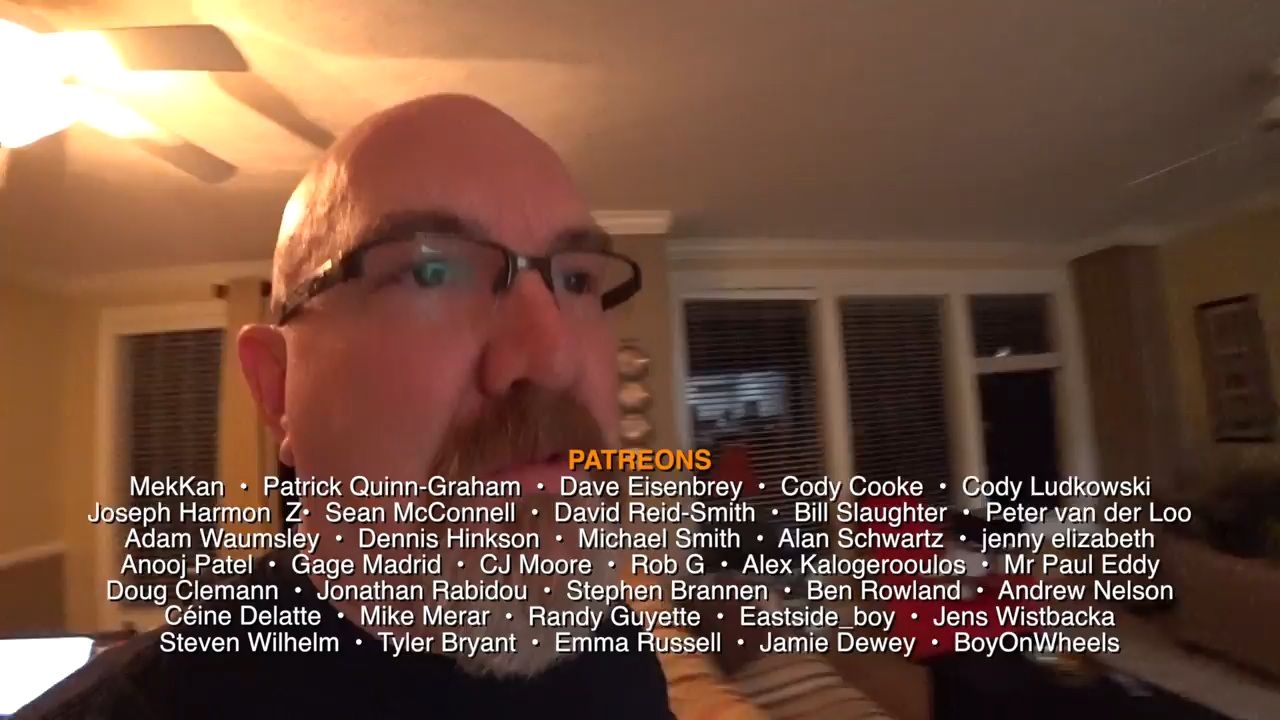 PATREONS
MekKan • Patrick Quinn-Graham • Dave Eisenbrey • Cody Cooke • Cody Ludkowski
Joseph Harmon Z• Sean McConnell • David Reid-Smith • Bill Slaughter • Peter van der Loo
Adam Waumsley • Dennis Hinkson • Michael Smith • Alan Schwartz • jenny elizabeth
Anooj Patel • Gage Madrid • CJ Moore • Rob G • Alex Kalogerooulos • Mr Paul Eddy
Doug Clemann • Jonathan Rabidou • Stephen Brannen • Ben Rowland • Andrew Nelson
Céine Delatte • Mike Merar • Randy Guyette • Eastside_boy • Jens Wistbacka
Steven Wilhelm • Tyler Bryant • Emma Russell • Jamie Dewey • BoyOnWheels